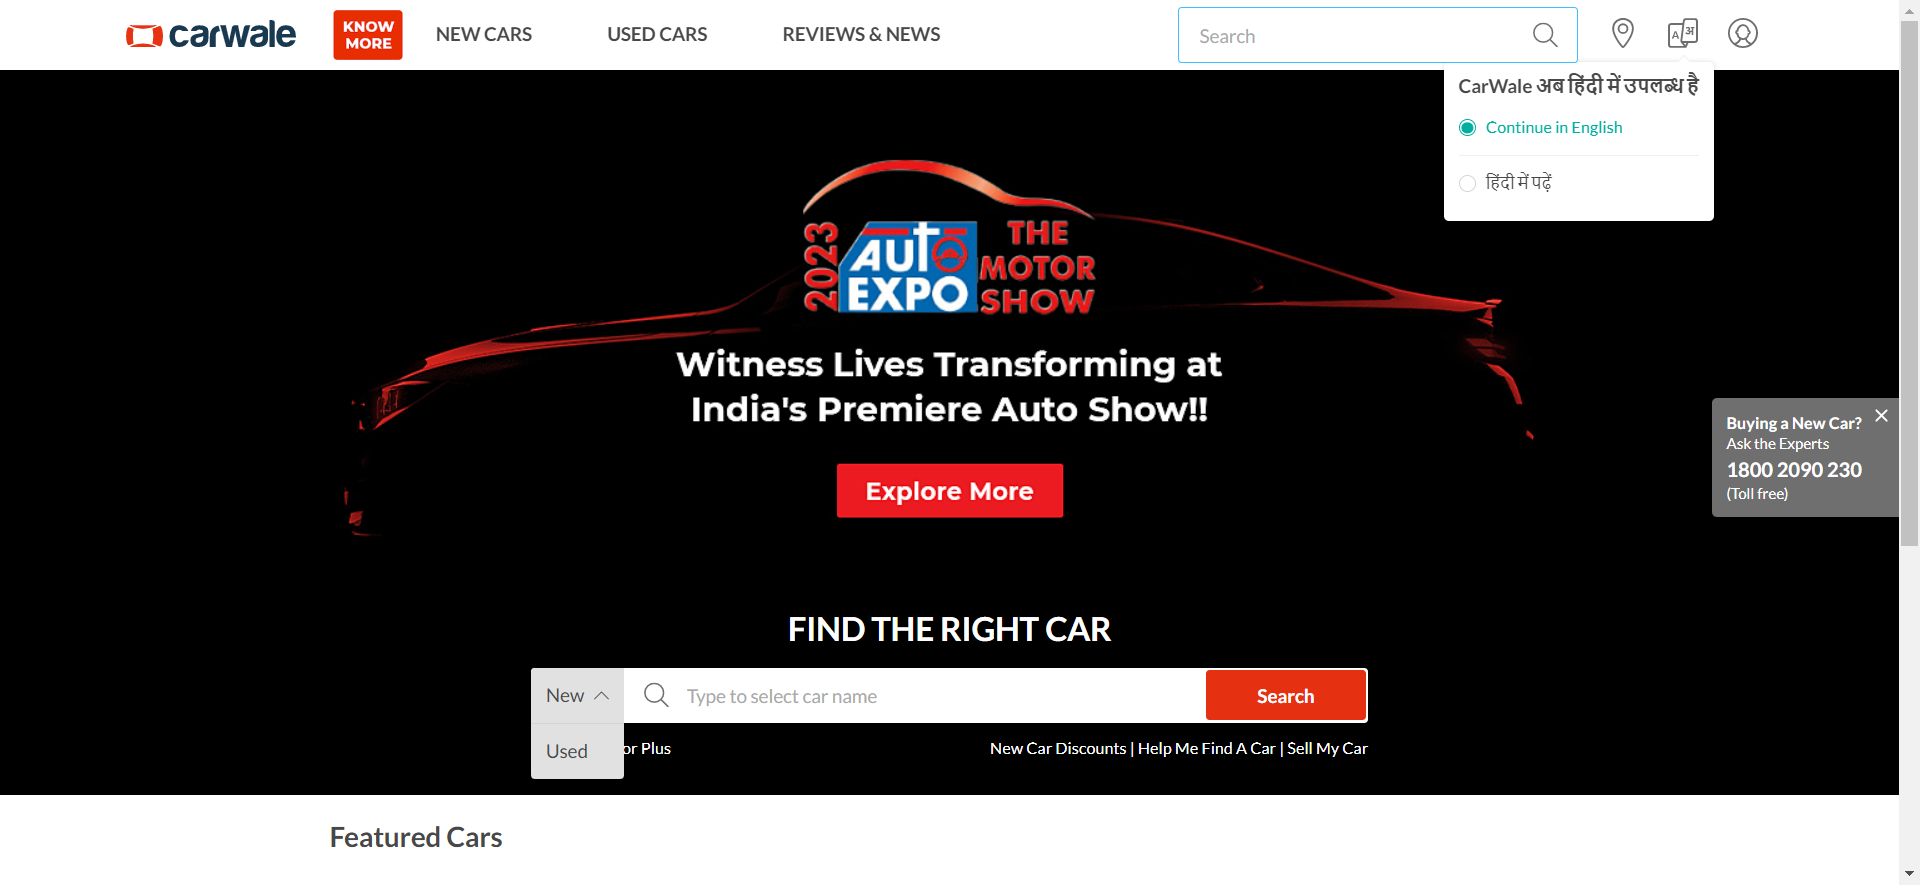 carwale
KNOW
MORE
NEW CARS
USED CARS
REVIEWS & NEWS
Search
A अ
CarWale अब हिंदी में उपलब्ध है
Continue in English
हिंदी में पढ़ें
2023
AUTO
EXPO
THE
MOTOR
SHOW
Witness Lives Transforming at
India's Premiere Auto Show!!
Explore More
Buying a New Car?
Ask the Experts
1800 2090 230
(Toll free)
FIND THE RIGHT CAR
New
Type to select car name
Search
Used
or Plus
New Car Discounts | Help Me Find A Car | Sell My Car
Featured Cars